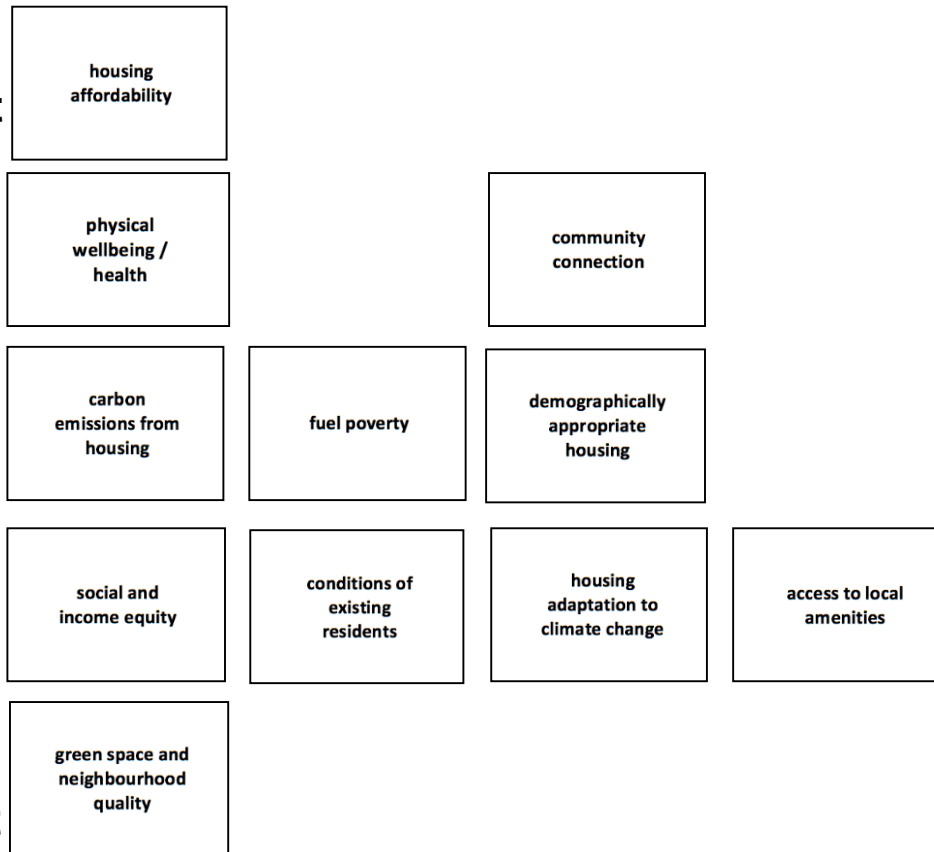 housing
affordability
physical
wellbeing /
health
community
connection
carbon
emissions from
housing
fuel poverty
demographically
appropriate
housing
social and
income equity
conditions of
existing
residents
housing
adaptation to
climate change
access to local
amenities
green space and
neighbourhood
quality